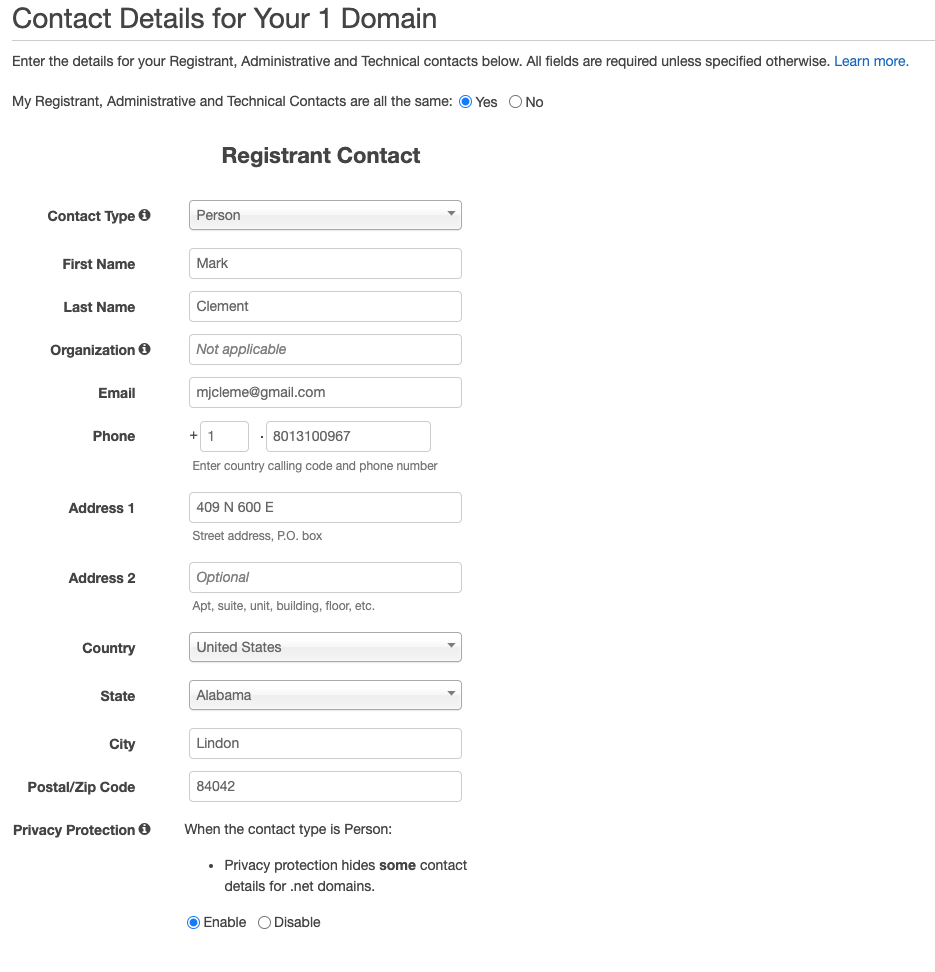 Contact Details for Your 1 Domain
Enter the details for your Registrant, Administrative and Technical contacts below. All fields are required unless specified otherwise. Learn more.
My Registrant, Administrative and Technical Contacts are all the same: Yes No
Registrant Contact
Contact Type Person
First Name Mark
Last Name Clement
Organization Not applicable
Email mjcleme@gmail.com
Phone + 1 . 8013100967
Enter country calling code and phone number
Address 1 409 N 600 E
Street address, P.O. box
Address 2 Optional
Apt, suite, unit, building, floor, etc.
Country United States
State Alabama
City Lindon
Postal/Zip Code 84042
Privacy Protection When the contact type is Person:
• Privacy protection hides some contact
details for .net domains.
Enable Disable